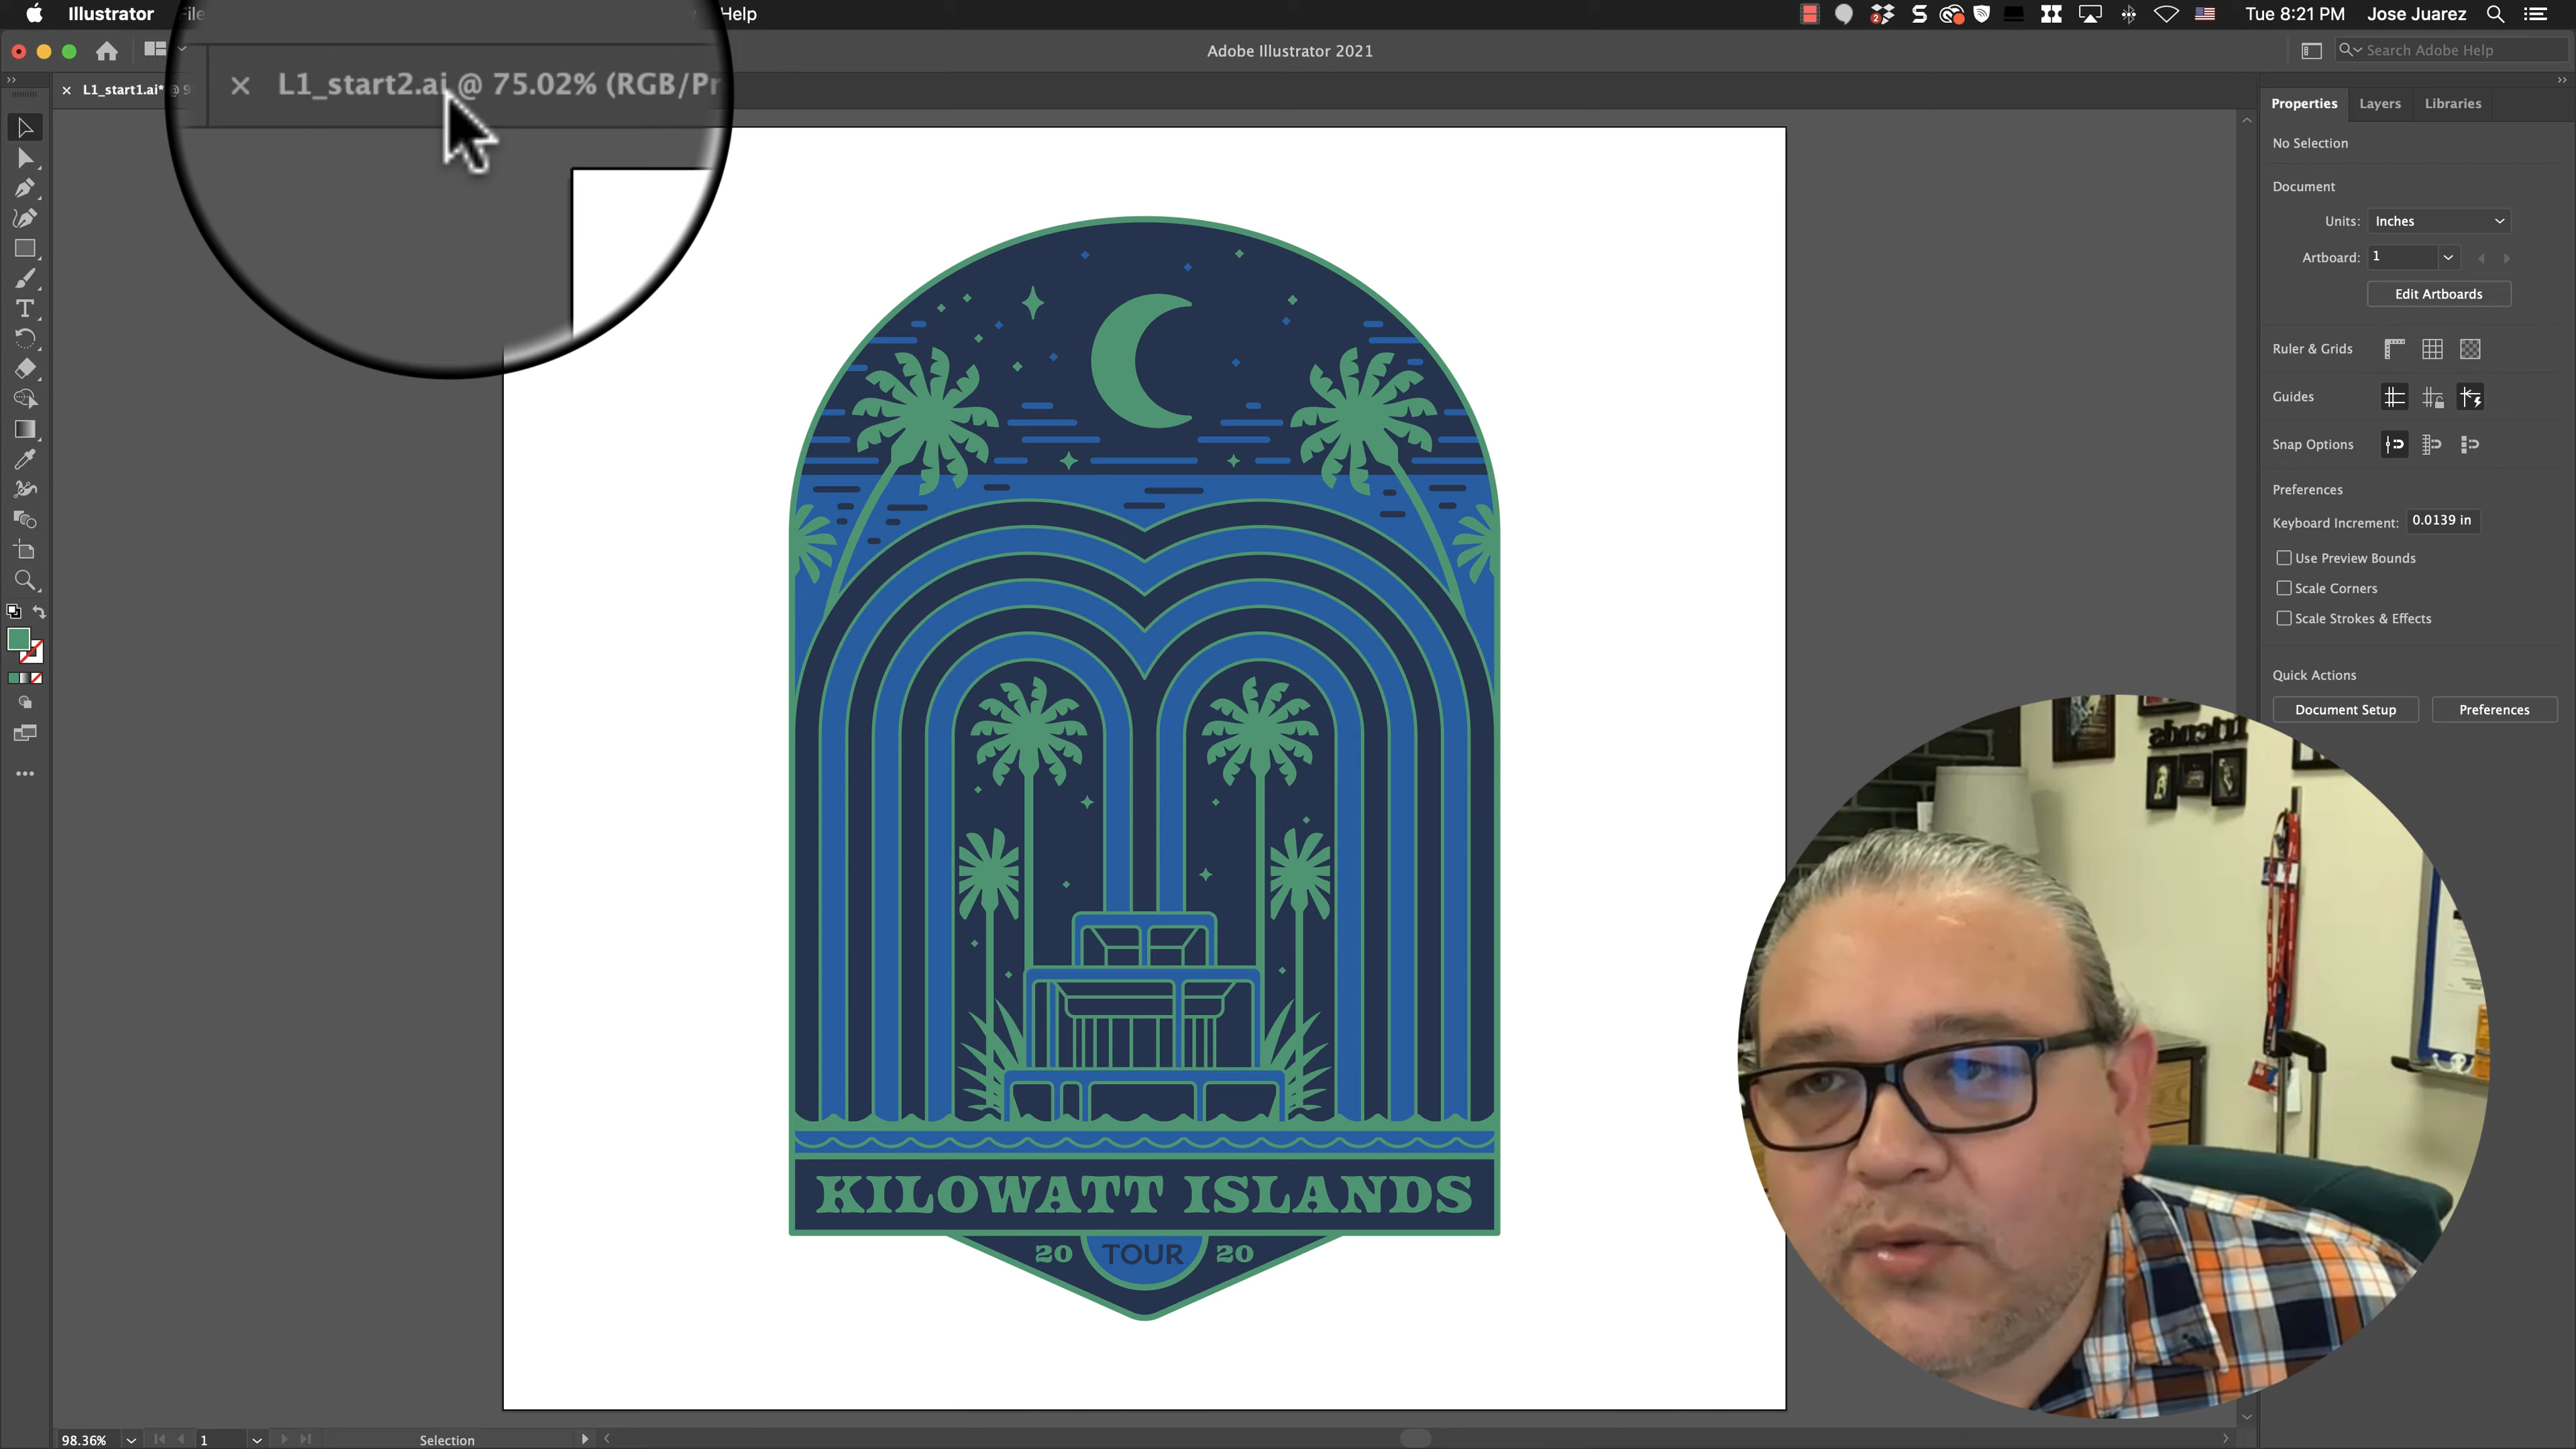 Illustrator
File
Help
2
Tue 8:21 PM
Jose Juarez
Adobe Illustrator 2021
Search Adobe Help
L1_start1.ai* @ 9
L1_start2.ai @ 75.02% (RGB/Pr
Properties
Layers
Libraries
No Selection
Document
Units:
Inches
Artboard:
1
Edit Artboards
Ruler & Grids
Guides
Snap Options
Preferences
Keyboard Increment:
0.0139 in
Use Preview Bounds
Scale Corners
Scale Strokes & Effects
Quick Actions
Document Setup
Preferences
KILOWATT ISLANDS
20 TOUR 20
98.36%
1
Selection